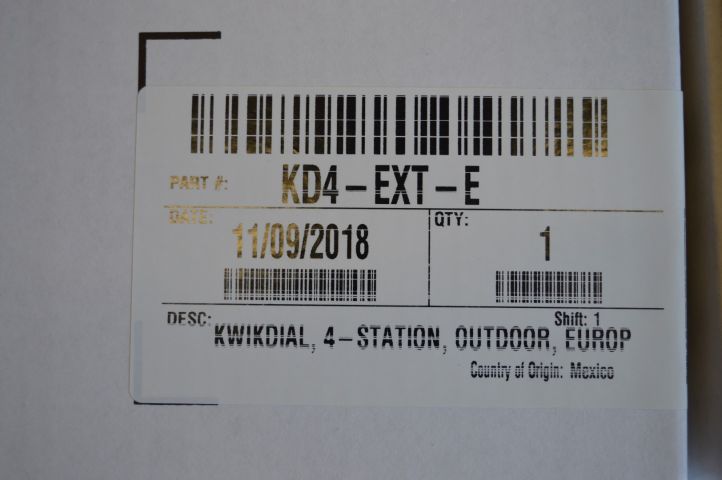 PART #: KD4-EXT-E
DATE: 11/09/2018
QTY: 1
DESC: Shift: 1
KWIKDIAL, 4-STATION, OUTDOOR, EUROP
Country of Origin: Mexico